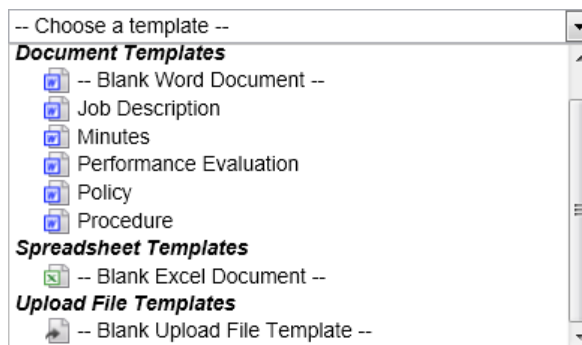 -- Choose a template --
Document Templates
-- Blank Word Document --
Job Description
Minutes
Performance Evaluation
Policy
Procedure
Spreadsheet Templates
-- Blank Excel Document --
Upload File Templates
-- Blank Upload File Template --